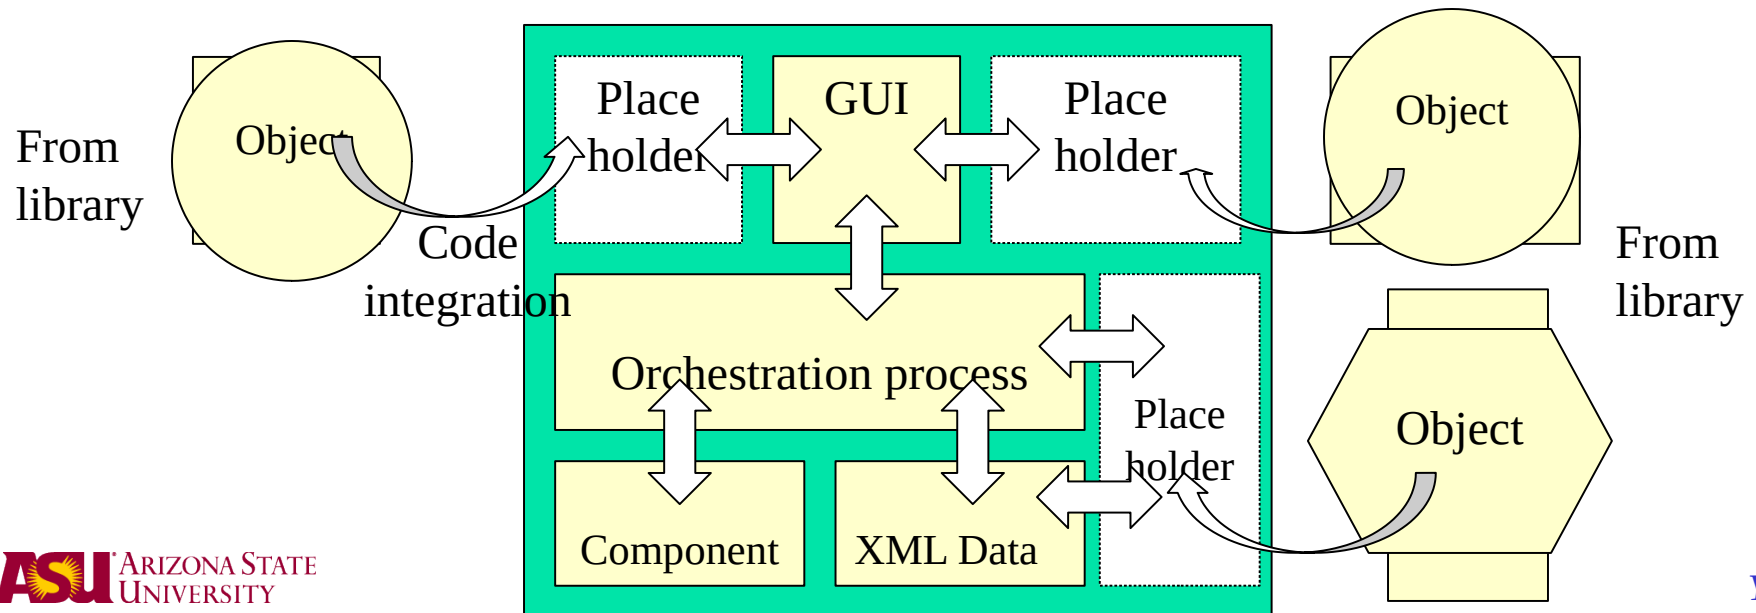 Place
holder
GUI
Place
holder
Object
Object
From
library
Code
integration
From
library
Orchestration process
Place
holder
Object
Component
XML Data
ASU ARIZONA STATE
UNIVERSITY